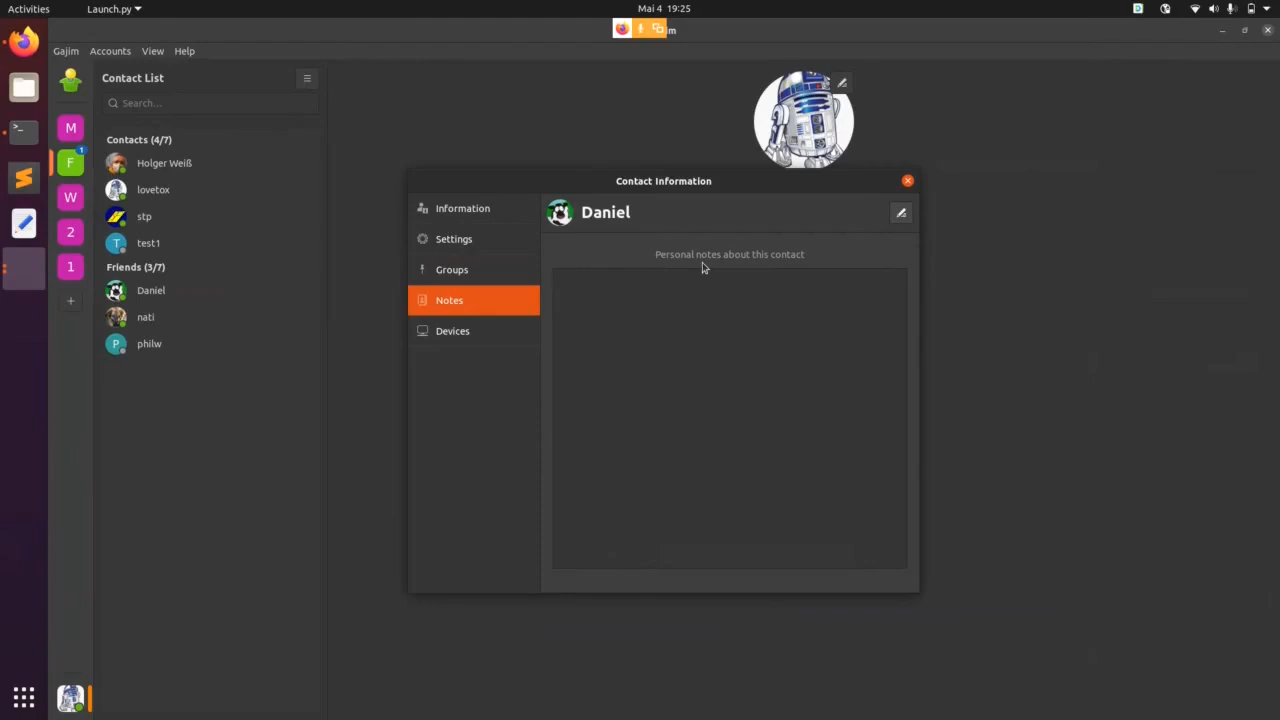 Activities
Launch.py
Mai 4 19:25
Gajim
Accounts
View
Help
Contact List
Search...
Contacts (4/7)
Holger Weiß
lovetox
stp
T
test1
Friends (3/7)
Daniel
nati
P
philw
M
1
F
W
2
1
+
Contact Information
Information
Settings
Groups
Notes
Devices
Daniel
Personal notes about this contact